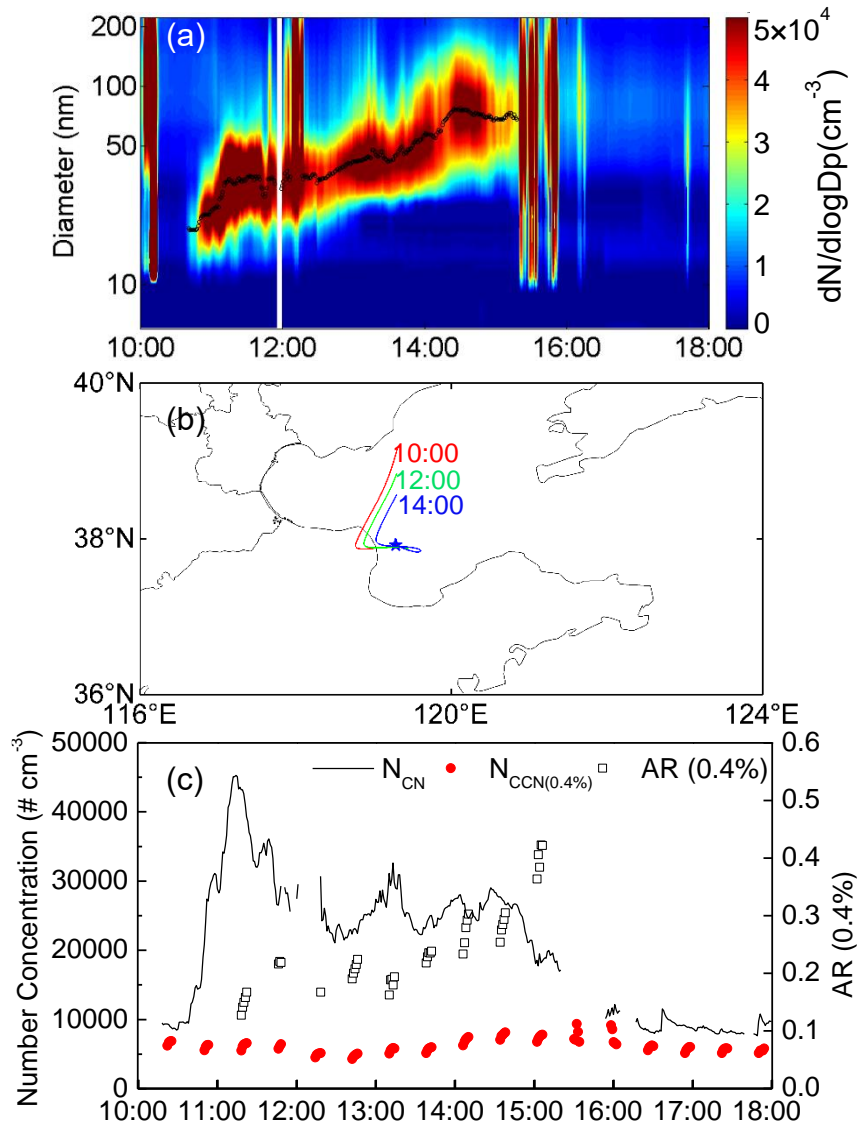 (a)
200
100
50
10
Diameter (nm)
10:00 12:00 14:00 16:00 18:00
5×10⁴
4
3
2
1
0
dN/dlogDp(cm⁻³)
(b)
40°N
38°N
36°N
10:00
12:00
14:00
116°E 120°E 124°E
(c)
N_CN N_CCN(0.4%) AR (0.4%)
50000
40000
30000
20000
10000
0
Number Concentration (# cm⁻³)
0.6
0.5
0.4
0.3
0.2
0.1
0.0
AR (0.4%)
10:00 11:00 12:00 13:00 14:00 15:00 16:00 17:00 18:00